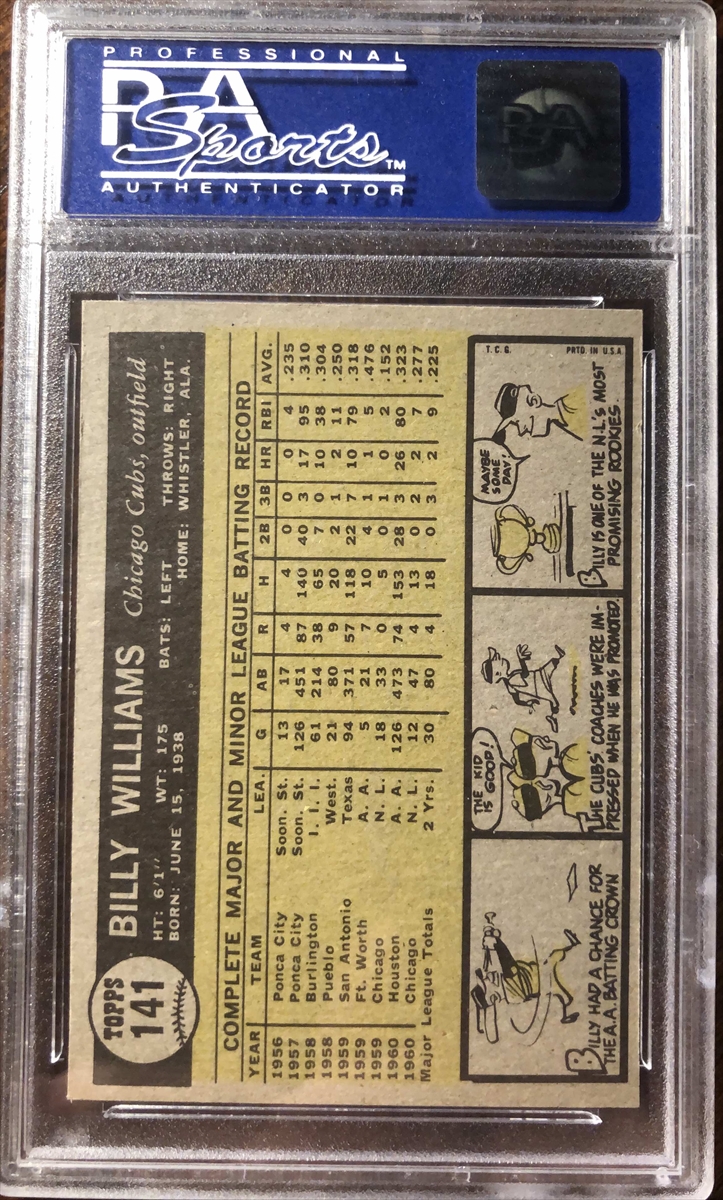 PROFESSIONAL
PSA
Sports™
AUTHENTICATOR
PSA
TOPPS
141
BILLY WILLIAMS Chicago Cubs, outfield
HT: 6'1" WT: 175 BATS: LEFT THROWS: RIGHT
BORN: JUNE 15, 1938 HOME: WHISTLER, ALA.
COMPLETE MAJOR AND MINOR LEAGUE BATTING RECORD
YEAR TEAM LEA. G AB R H 2B 3B HR RBI AVG.
1956 Ponca City Soon. St. 13 17 4 4 0 0 0 4 .235
1957 Ponca City Soon. St. 126 451 87 140 40 3 17 95 .310
1958 Burlington I. I. I. 61 214 38 65 7 0 10 38 .304
1958 Pueblo West. 21 80 9 20 2 1 2 11 .250
1959 San Antonio Texas 94 371 57 118 22 7 10 79 .318
1959 Ft. Worth A. A. 5 21 7 10 4 1 1 5 .476
1959 Chicago N. L. 18 33 0 5 0 1 0 2 .152
1960 Houston A. A. 126 473 74 153 28 3 26 80 .323
1960 Chicago N. L. 12 47 4 13 0 2 2 7 .277
Major League Totals 2 Yrs. 30 80 4 18 0 3 2 9 .225
BILLY HAD A CHANCE FOR
THE A.A. BATTING CROWN
THE KID
IS GOOD!
THE CUBS' COACHES WERE IM-
PRESSED WHEN HE WAS PROMOTED
T.C.G. PRTD. IN U.S.A.
MAYBE
SOME
DAY!
BILLY IS ONE OF THE N.L.'S MOST
PROMISING ROOKIES.